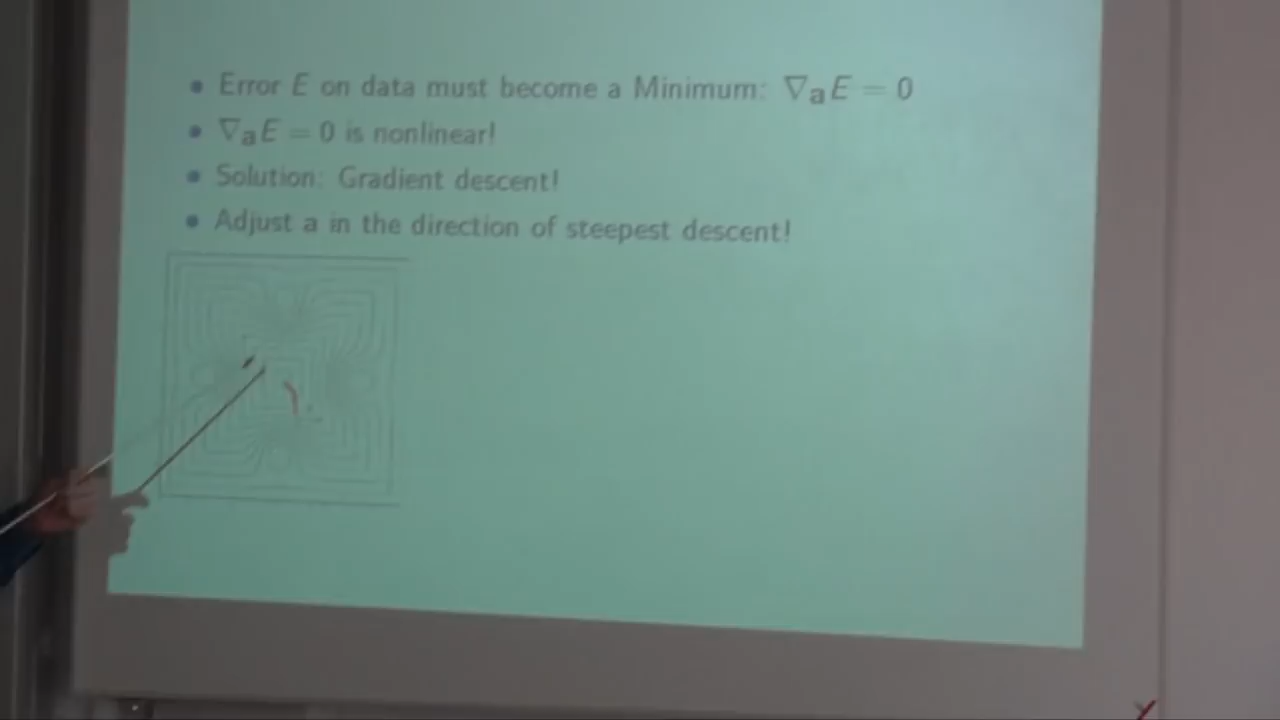 • Error E on data must become a Minimum: ∇ₐE = 0
• ∇ₐE = 0 is nonlinear!
• Solution: Gradient descent!
• Adjust a in the direction of steepest descent!